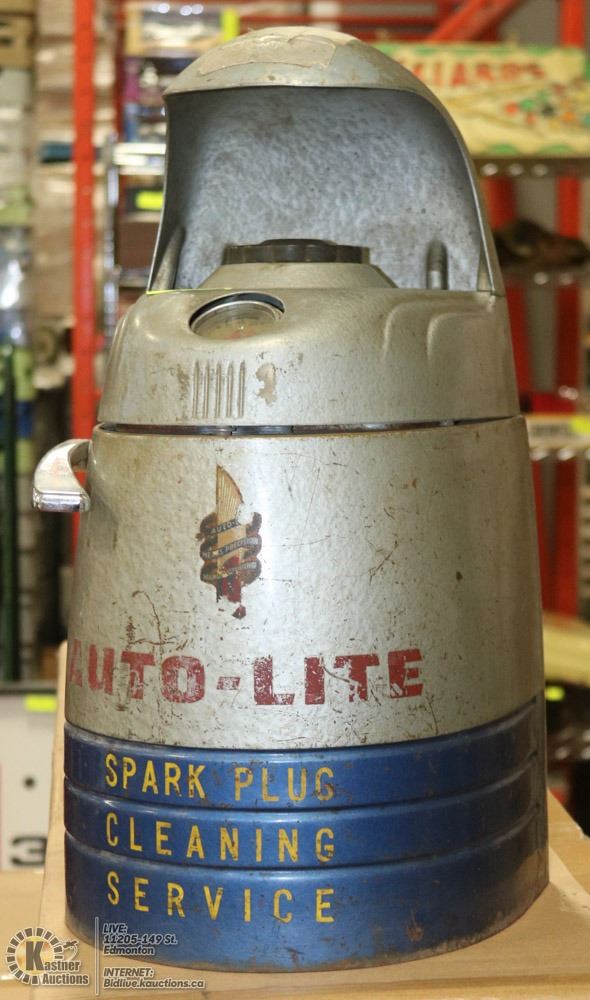 AUTO-LITE
SPARK PLUG
CLEANING
SERVICE
Kastner
Auctions
LIVE:
11205-149 St.
Edmonton
INTERNET:
Bidlive.kauctions.ca